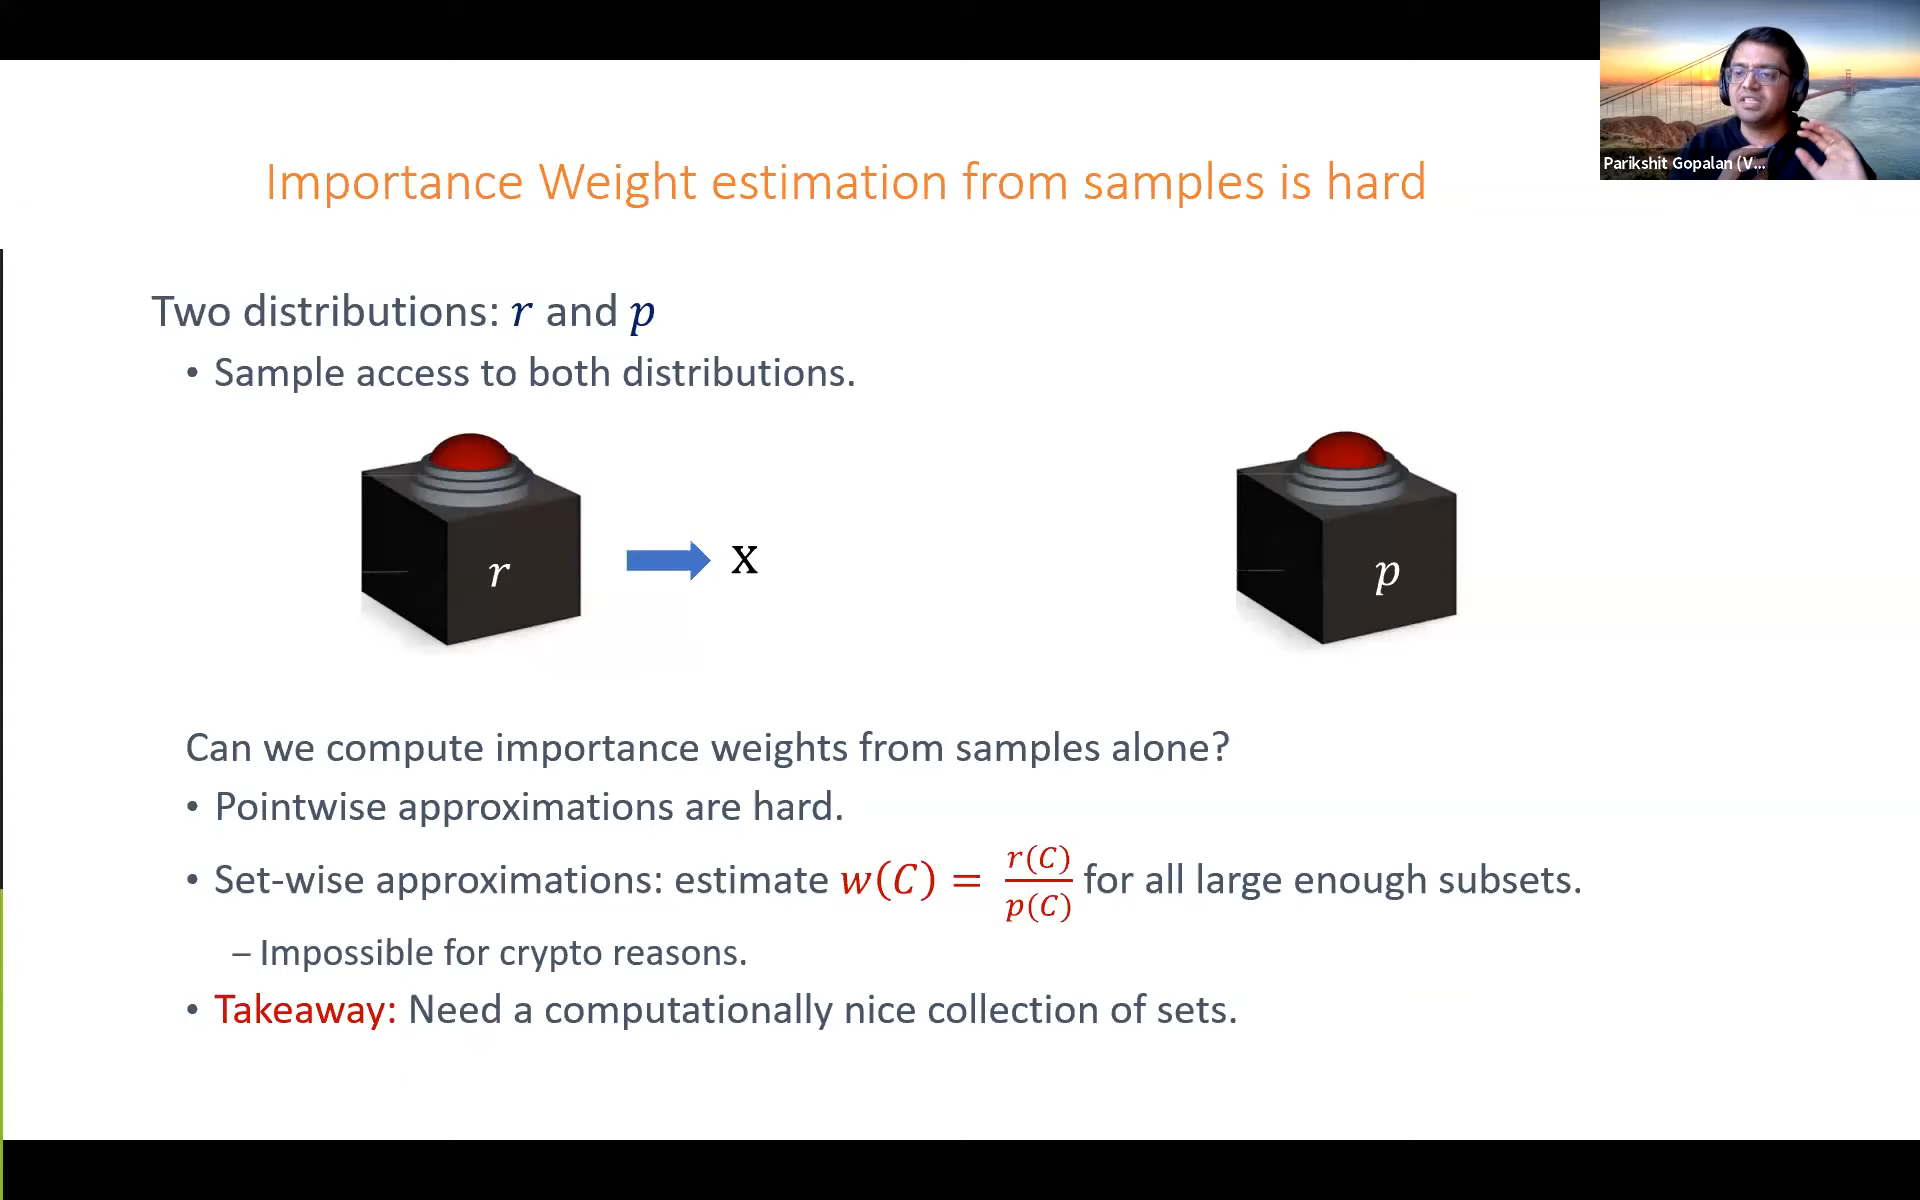 Parikshit Gopalan (V...
Importance Weight estimation from samples is hard
Two distributions: r and p
• Sample access to both distributions.
r
x
p
Can we compute importance weights from samples alone?
• Pointwise approximations are hard.
• Set-wise approximations: estimate w(C) = r(C)/p(C) for all large enough subsets.
– Impossible for crypto reasons.
• Takeaway: Need a computationally nice collection of sets.